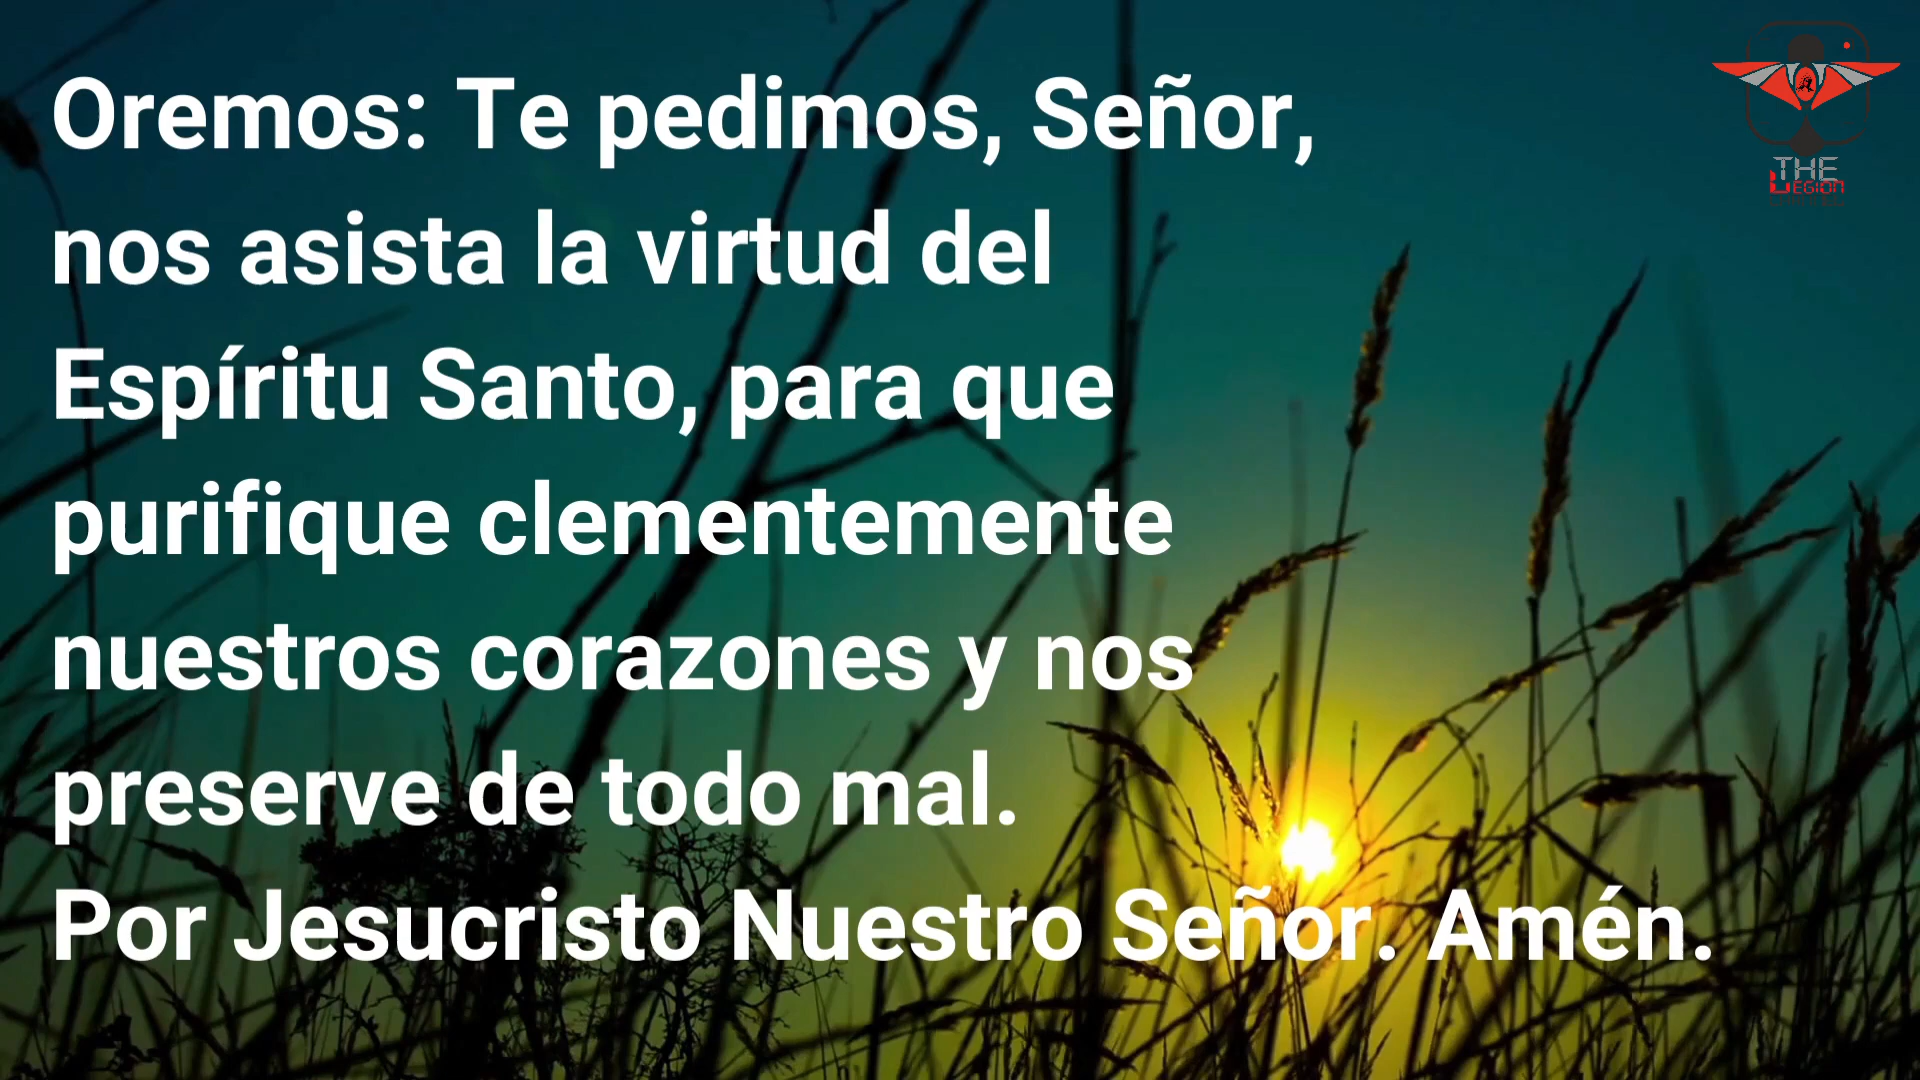 Oremos: Te pedimos, Señor,
nos asista la virtud del
Espíritu Santo, para que
purifique clementemente
nuestros corazones y nos
preserve de todo mal.
Por Jesucristo Nuestro Señor. Amén.
THE
LEGION
CHANNEL